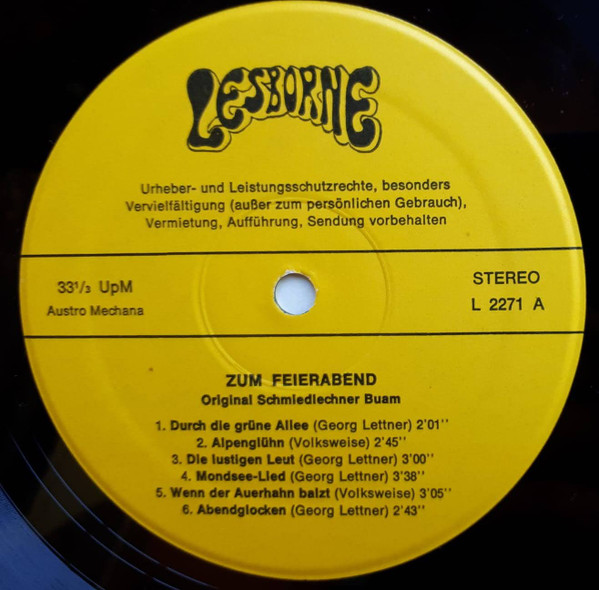 LESBORNE
Urheber- und Leistungsschutzrechte, besonders
Vervielfältigung (außer zum persönlichen Gebrauch),
Vermietung, Aufführung, Sendung vorbehalten
33⅓ UpM
Austro Mechana
STEREO
L 2271 A
ZUM FEIERABEND
Original Schmiedlechner Buam
1. Durch die grüne Allee (Georg Lettner) 2'01''
2. Alpenglühn (Volksweise) 2'45''
3. Die lustigen Leut (Georg Lettner) 3'00''
4. Mondsee-Lied (Georg Lettner) 3'38''
5. Wenn der Auerhahn balzt (Volksweise) 3'05''
6. Abendglocken (Georg Lettner) 2'43''